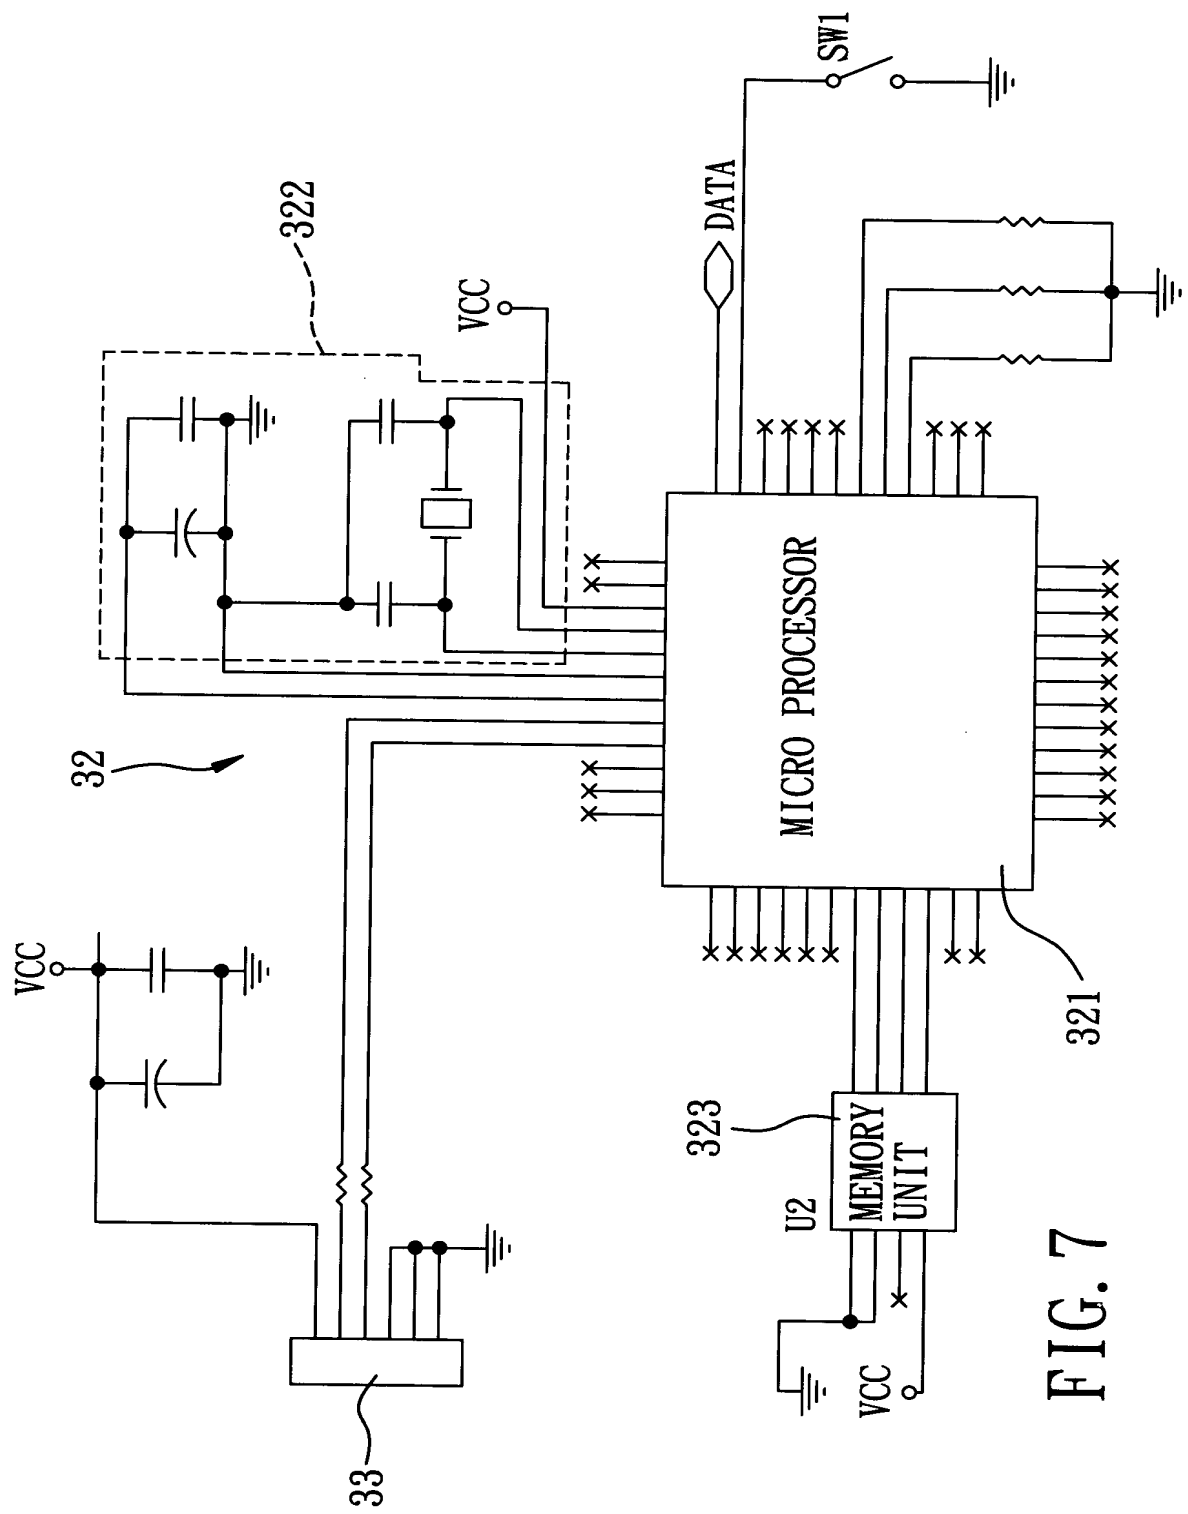 VCC
32
322
VCC
DATA
SW1
33
U2
323
MEMORY
UNIT
VCC
MICRO PROCESSOR
321
FIG. 7